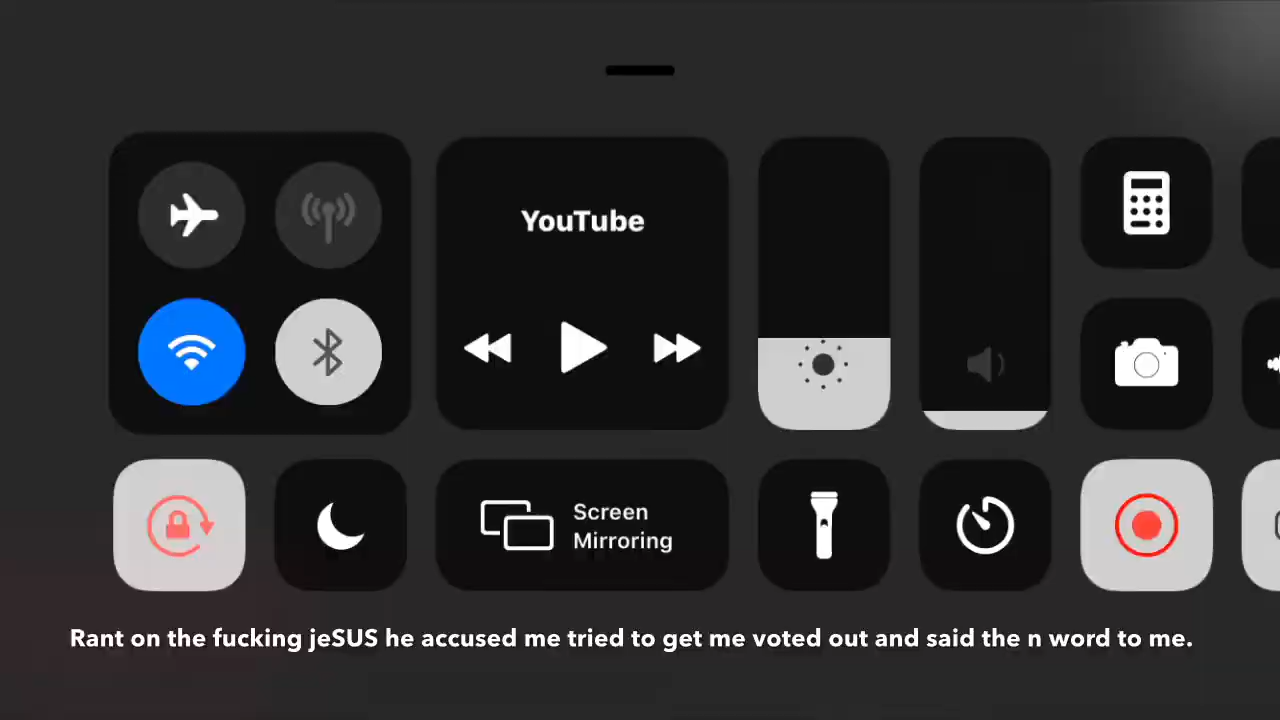 YouTube
Screen
Mirroring
Rant on the fucking jeSUS he accused me tried to get me voted out and said the n word to me.